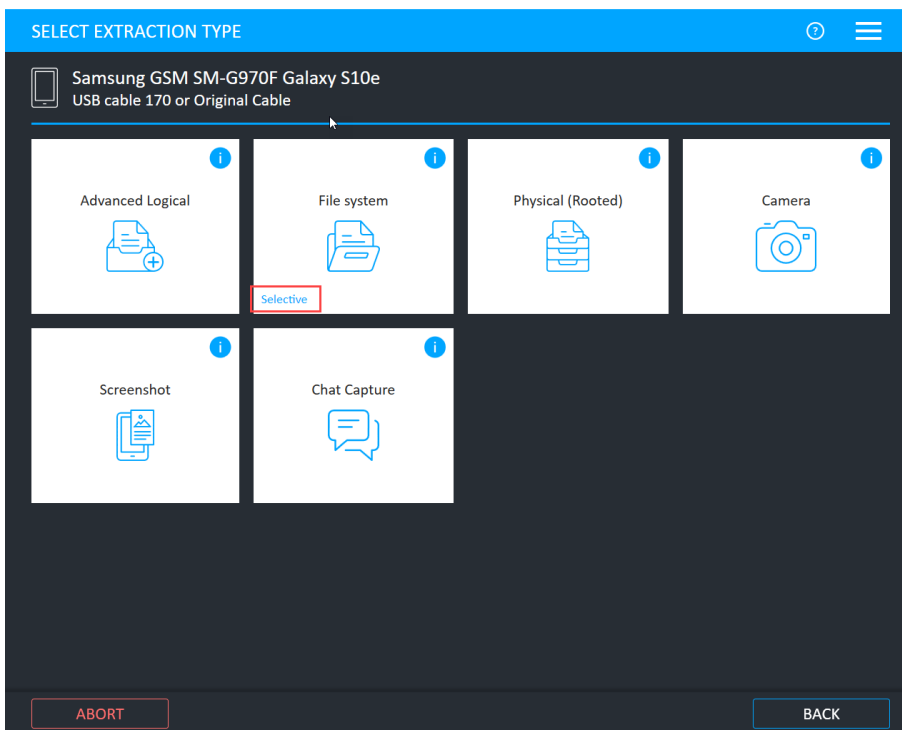 SELECT EXTRACTION TYPE
Samsung GSM SM-G970F Galaxy S10e
USB cable 170 or Original Cable
Advanced Logical
File system
Selective
Physical (Rooted)
Camera
Screenshot
Chat Capture
ABORT
BACK